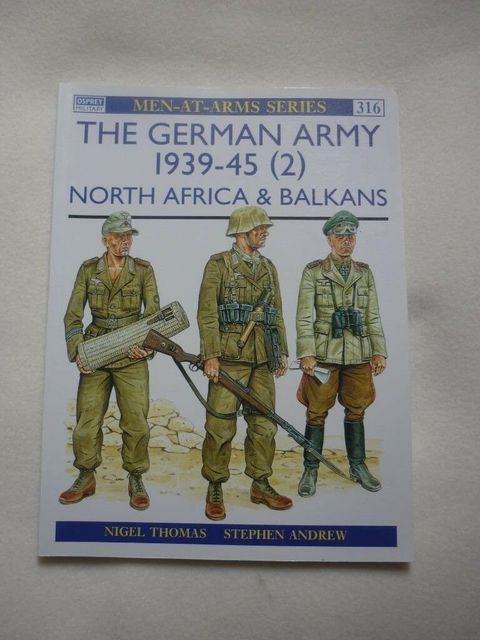 OSPREY
MILITARY
MEN-AT-ARMS SERIES 316
THE GERMAN ARMY
1939-45 (2)
NORTH AFRICA & BALKANS
NIGEL THOMAS STEPHEN ANDREW